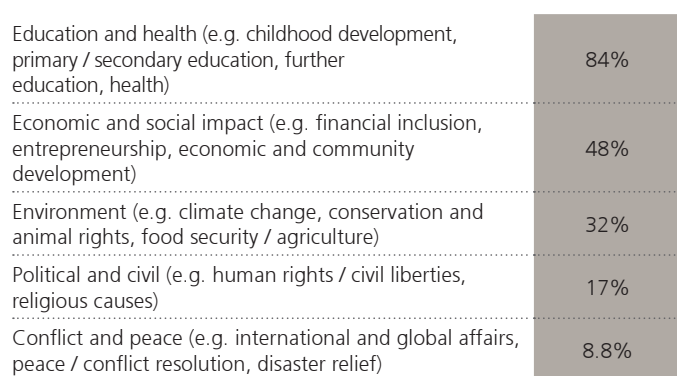 Education and health (e.g. childhood development,
primary / secondary education, further
education, health)
84%
Economic and social impact (e.g. financial inclusion,
entrepreneurship, economic and community
development)
48%
Environment (e.g. climate change, conservation and
animal rights, food security / agriculture)
32%
Political and civil (e.g. human rights / civil liberties,
religious causes)
17%
Conflict and peace (e.g. international and global affairs,
peace / conflict resolution, disaster relief)
8.8%